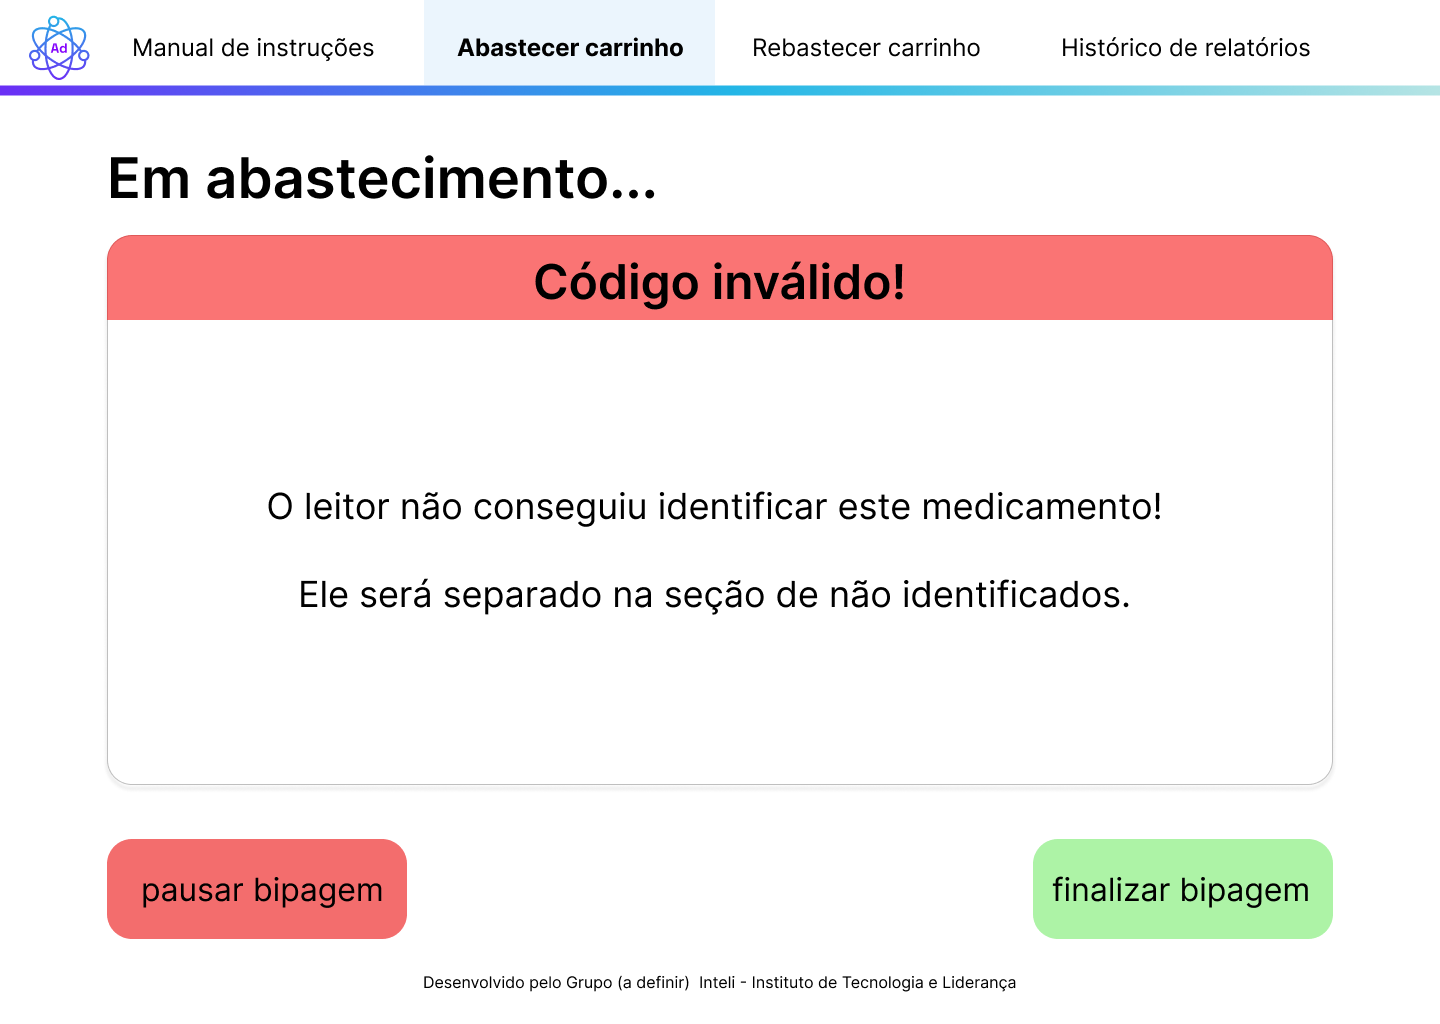 Ad
Manual de instruções
Abastecer carrinho
Rebastecer carrinho
Histórico de relatórios
Em abastecimento...
Código inválido!
O leitor não conseguiu identificar este medicamento!
Ele será separado na seção de não identificados.
pausar bipagem
finalizar bipagem
Desenvolvido pelo Grupo (a definir)  Inteli - Instituto de Tecnologia e Liderança